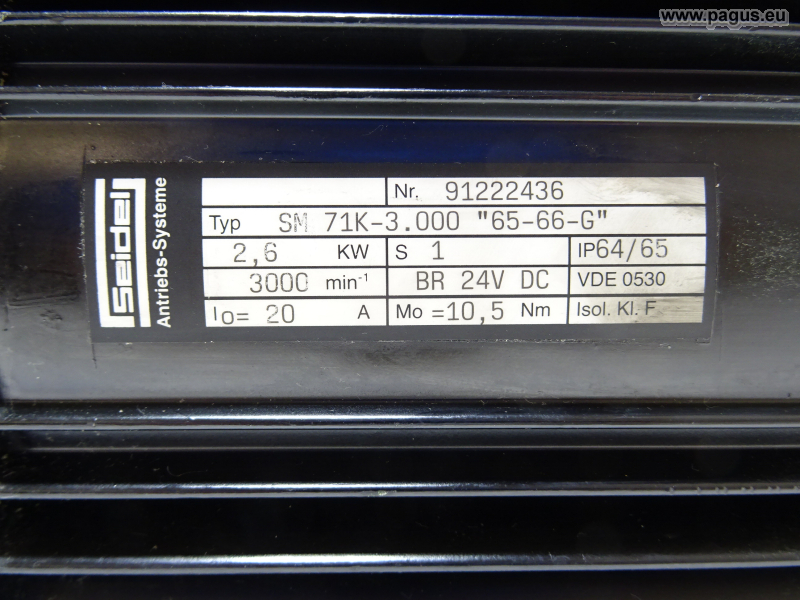 www.pagus.eu
Seidel
Antriebs-Systeme
Nr. 91222436
Typ SM 71K-3.000 "65-66-G"
2,6 KW S 1 IP64/65
3000 min-1 BR 24V DC VDE 0530
Io= 20 A Mo =10,5 Nm Isol. Kl. F